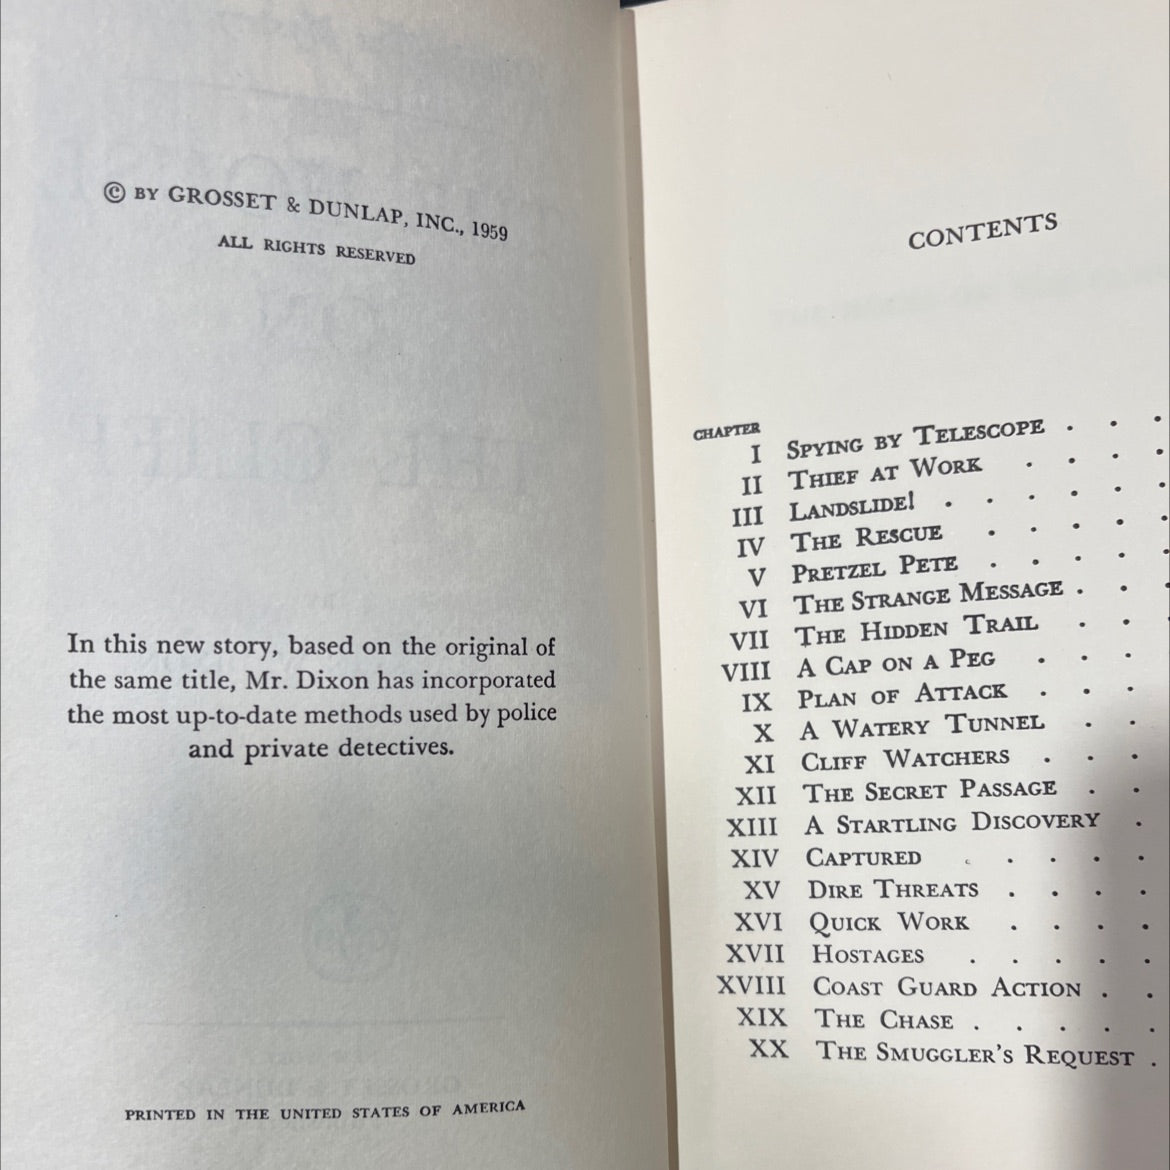 © BY GROSSET & DUNLAP, INC., 1959
ALL RIGHTS RESERVED
In this new story, based on the original of
the same title, Mr. Dixon has incorporated
the most up-to-date methods used by police
and private detectives.
PRINTED IN THE UNITED STATES OF AMERICA
CONTENTS
CHAPTER
I SPYING BY TELESCOPE . . .
II THIEF AT WORK . . . .
III LANDSLIDE! . . . . . .
IV THE RESCUE . . . . .
V PRETZEL PETE . . . . .
VI THE STRANGE MESSAGE . . .
VII THE HIDDEN TRAIL . . .
VIII A CAP ON A PEG . . .
IX PLAN OF ATTACK . . .
X A WATERY TUNNEL . .
XI CLIFF WATCHERS . . .
XII THE SECRET PASSAGE . .
XIII A STARTLING DISCOVERY .
XIV CAPTURED . . . . .
XV DIRE THREATS . . . .
XVI QUICK WORK . . . .
XVII HOSTAGES . . . . .
XVIII COAST GUARD ACTION . .
XIX THE CHASE . . . . .
XX THE SMUGGLER'S REQUEST .